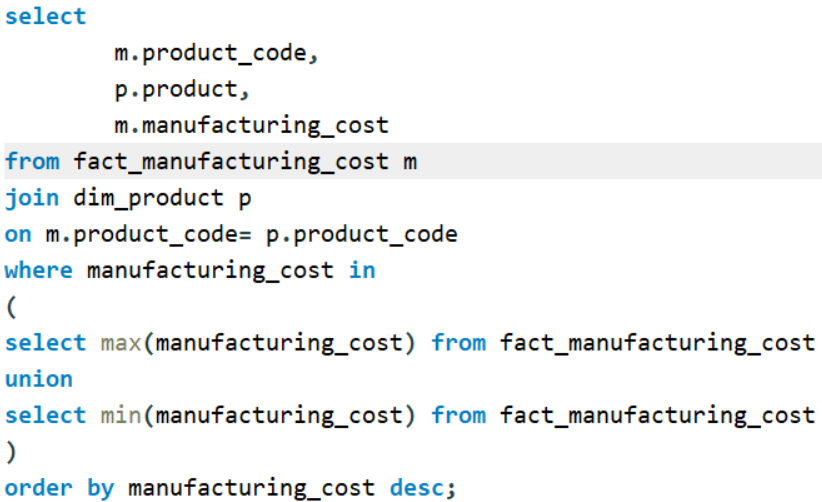 select
m.product_code,
p.product,
m.manufacturing_cost
from fact_manufacturing_cost m
join dim_product p
on m.product_code= p.product_code
where manufacturing_cost in
(
select max(manufacturing_cost) from fact_manufacturing_cost
union
select min(manufacturing_cost) from fact_manufacturing_cost
)
order by manufacturing_cost desc;